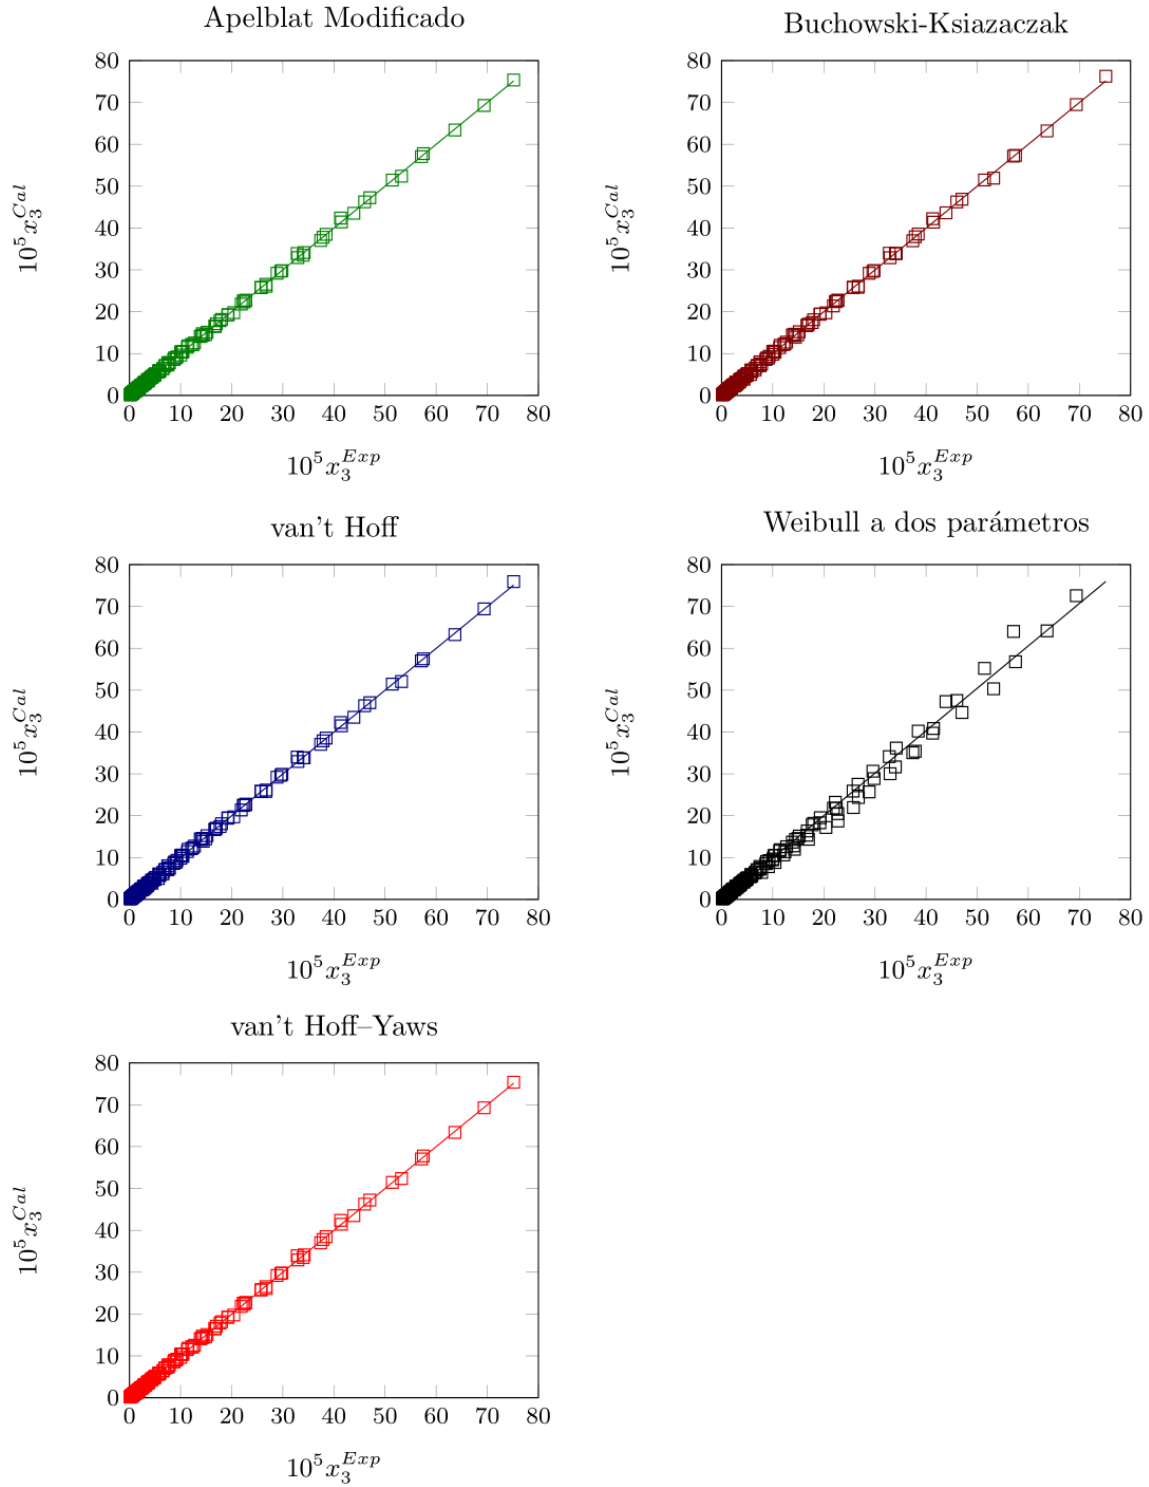 Apelblat Modificado
80
70
60
50
40
30
20
10
0
0 10 20 30 40 50 60 70 80
10^5 x_3^{Cal}
10^5 x_3^{Exp}
Buchowski-Ksiazaczak
80
70
60
50
40
30
20
10
0
0 10 20 30 40 50 60 70 80
10^5 x_3^{Cal}
10^5 x_3^{Exp}
van't Hoff
80
70
60
50
40
30
20
10
0
0 10 20 30 40 50 60 70 80
10^5 x_3^{Cal}
10^5 x_3^{Exp}
Weibull a dos parámetros
80
70
60
50
40
30
20
10
0
0 10 20 30 40 50 60 70 80
10^5 x_3^{Cal}
10^5 x_3^{Exp}
van't Hoff–Yaws
80
70
60
50
40
30
20
10
0
0 10 20 30 40 50 60 70 80
10^5 x_3^{Cal}
10^5 x_3^{Exp}